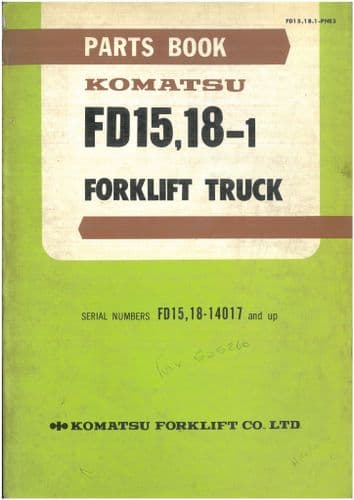 FD15,18.1-PNE3
PARTS BOOK
KOMATSU
FD15,18-1
FORKLIFT TRUCK
SERIAL NUMBERS FD15,18-14017 and up
525266
KOMATSU FORKLIFT CO. LTD.